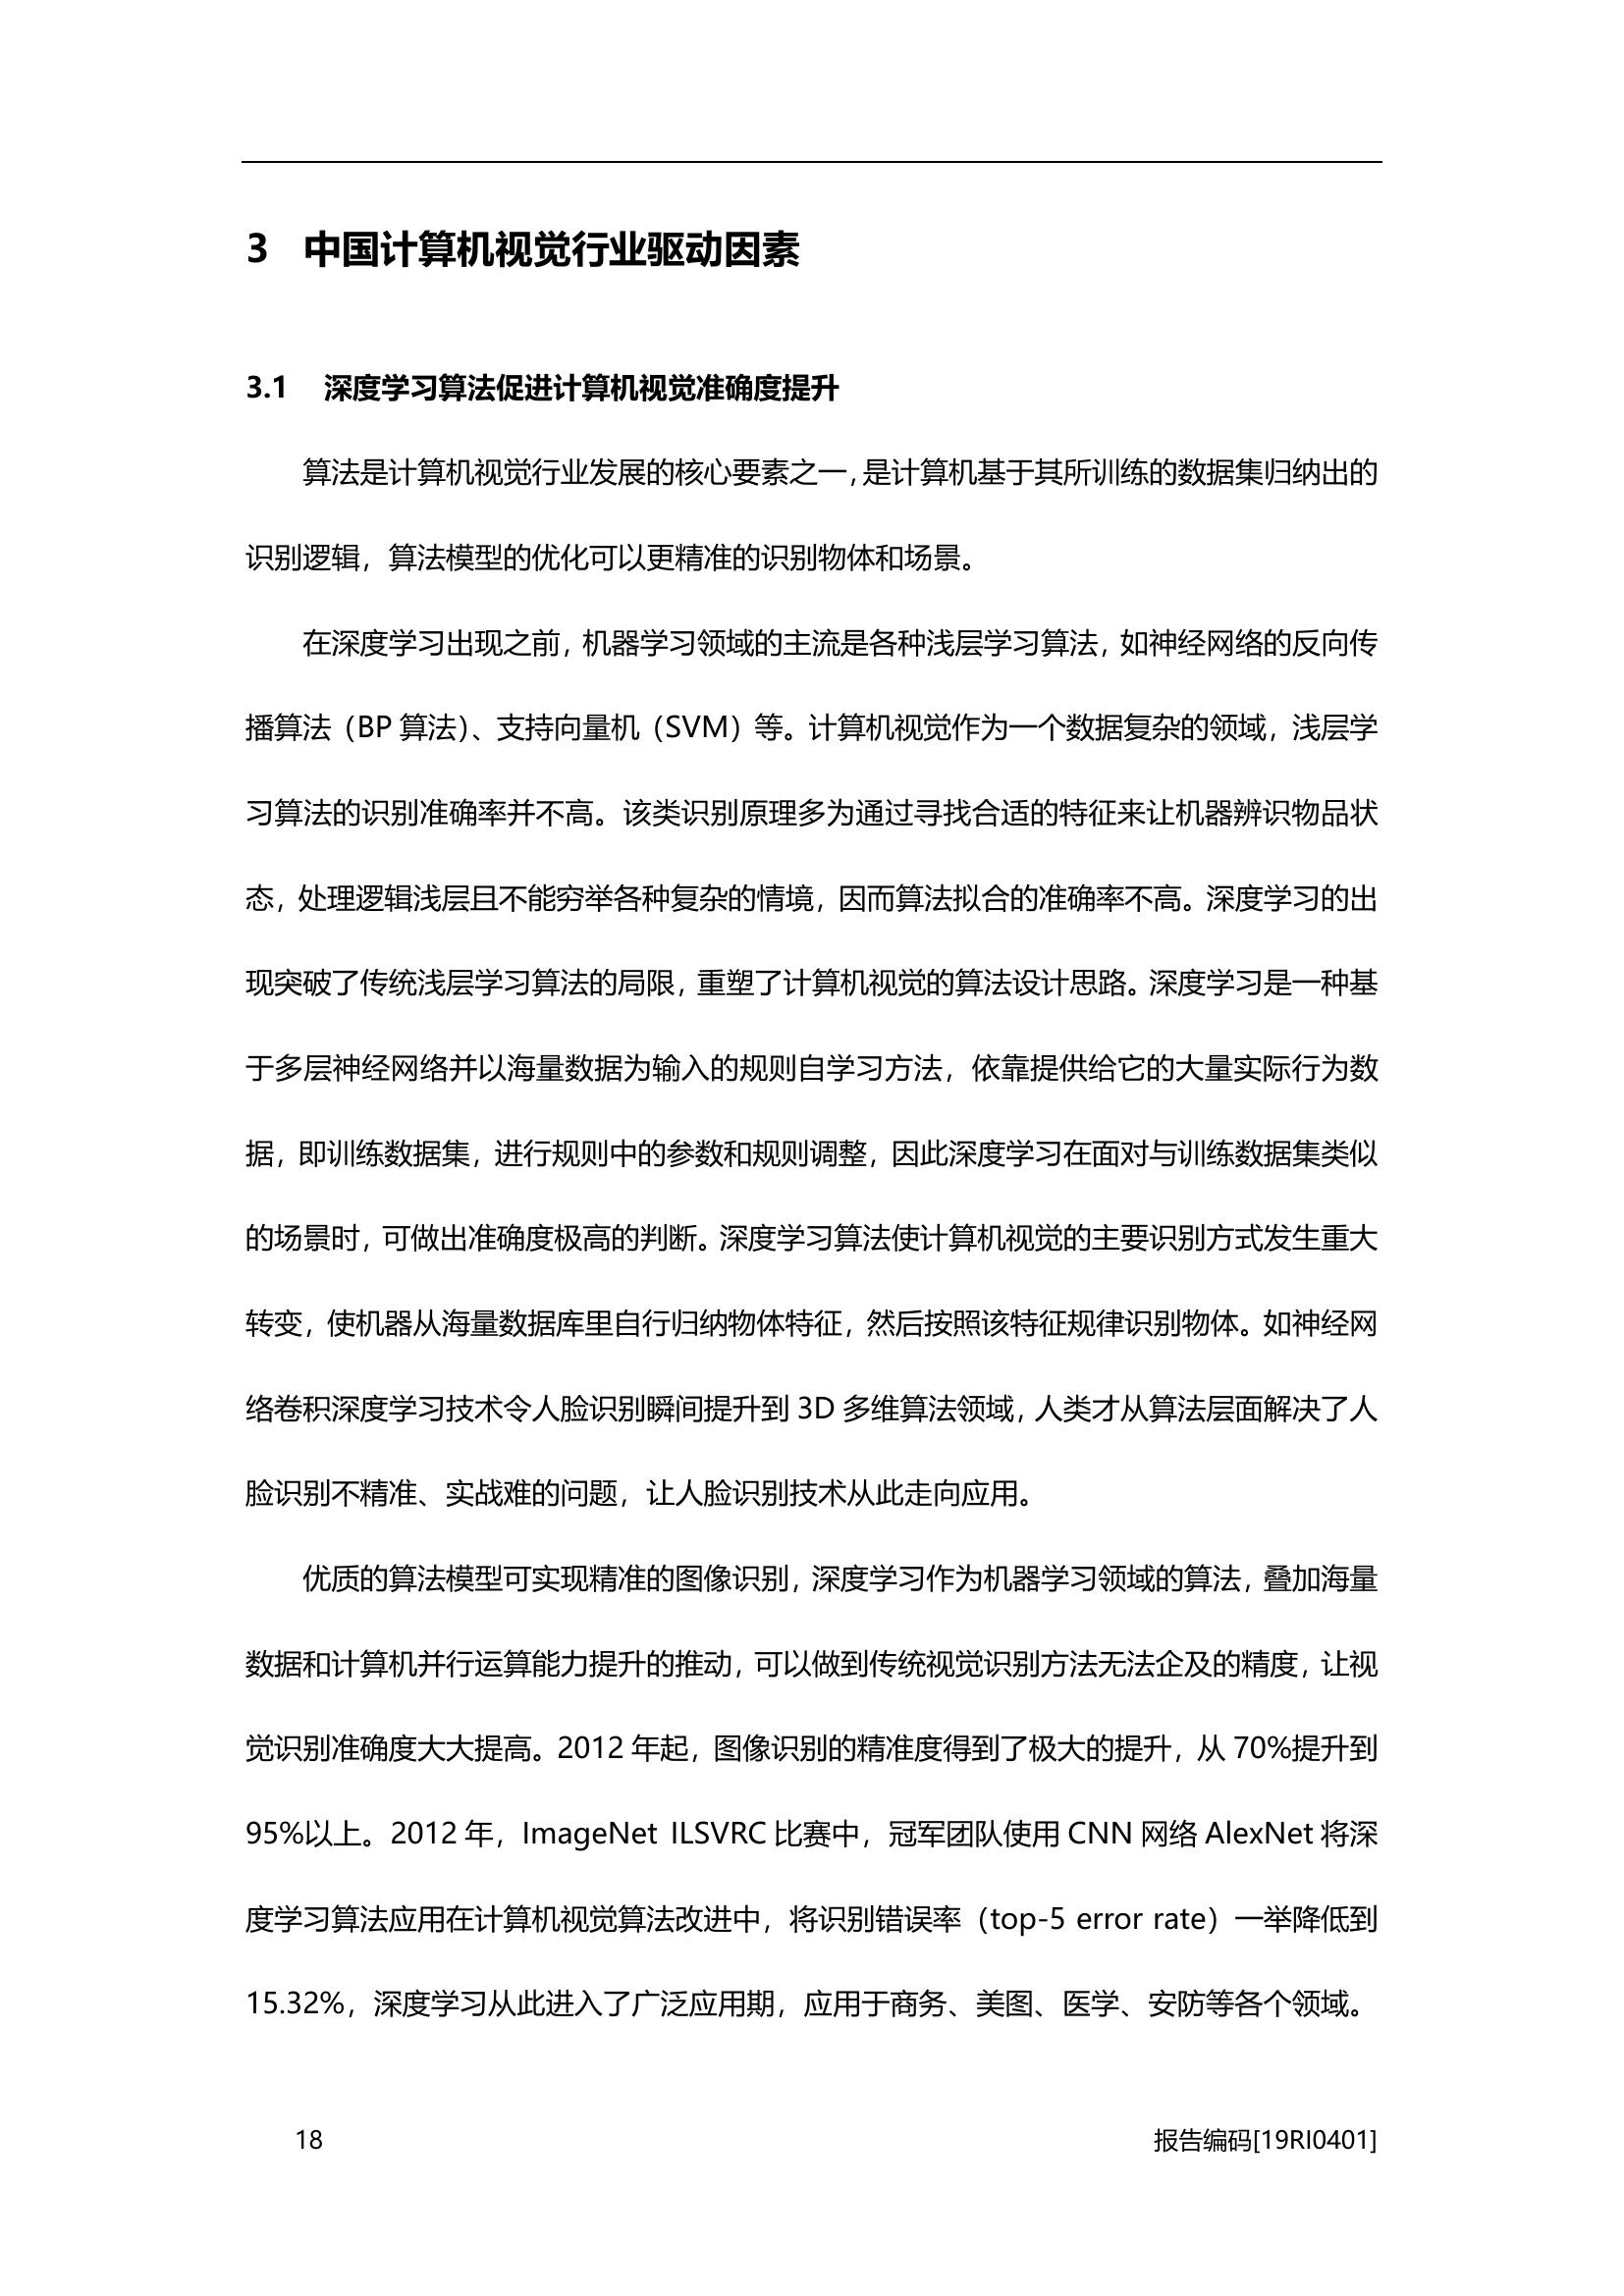 3 中国计算机视觉行业驱动因素
3.1 深度学习算法促进计算机视觉准确度提升
算法是计算机视觉行业发展的核心要素之一，是计算机基于其所训练的数据集归纳出的
识别逻辑，算法模型的优化可以更精准的识别物体和场景。
在深度学习出现之前，机器学习领域的主流是各种浅层学习算法，如神经网络的反向传
播算法（BP 算法）、支持向量机（SVM）等。计算机视觉作为一个数据复杂的领域，浅层学
习算法的识别准确率并不高。该类识别原理多为通过寻找合适的特征来让机器辨识物品状
态，处理逻辑浅层且不能穷举各种复杂的情境，因而算法拟合的准确率不高。深度学习的出
现突破了传统浅层学习算法的局限，重塑了计算机视觉的算法设计思路。深度学习是一种基
于多层神经网络并以海量数据为输入的规则自学习方法，依靠提供给它的大量实际行为数
据，即训练数据集，进行规则中的参数和规则调整，因此深度学习在面对与训练数据集类似
的场景时，可做出准确度极高的判断。深度学习算法使计算机视觉的主要识别方式发生重大
转变，使机器从海量数据库里自行归纳物体特征，然后按照该特征规律识别物体。如神经网
络卷积深度学习技术令人脸识别瞬间提升到 3D 多维算法领域，人类才从算法层面解决了人
脸识别不精准、实战难的问题，让人脸识别技术从此走向应用。
优质的算法模型可实现精准的图像识别，深度学习作为机器学习领域的算法，叠加海量
数据和计算机并行运算能力提升的推动，可以做到传统视觉识别方法无法企及的精度，让视
觉识别准确度大大提高。2012 年起，图像识别的精准度得到了极大的提升，从 70%提升到
95%以上。2012 年，ImageNet ILSVRC 比赛中，冠军团队使用 CNN 网络 AlexNet 将深
度学习算法应用在计算机视觉算法改进中，将识别错误率（top-5 error rate）一举降低到
15.32%，深度学习从此进入了广泛应用期，应用于商务、美图、医学、安防等各个领域。
18 报告编码[19RI0401]